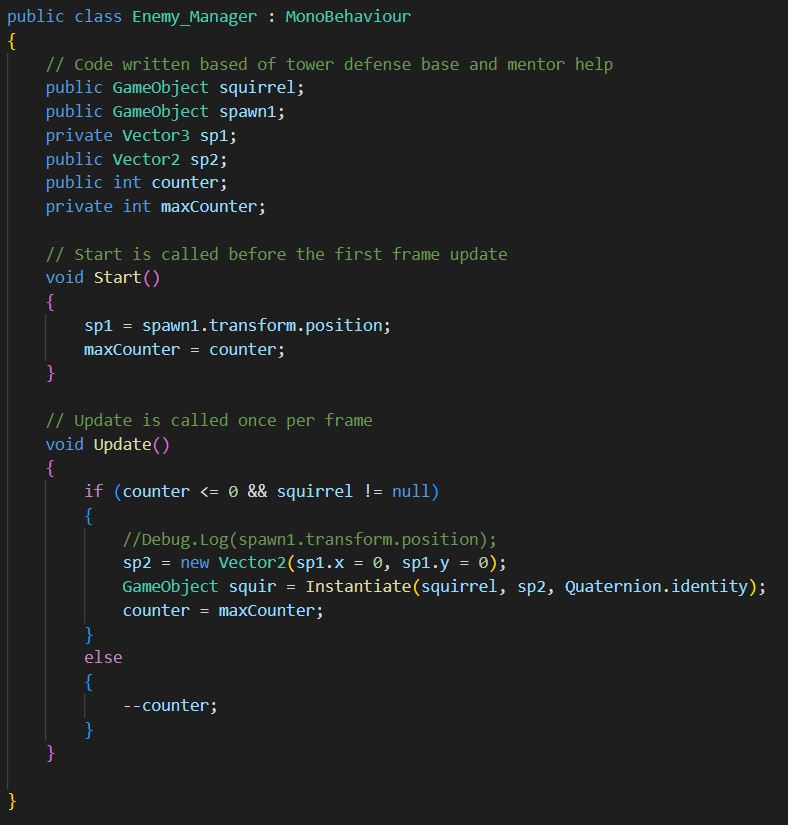 public class Enemy_Manager : MonoBehaviour
{
    // Code written based of tower defense base and mentor help
    public GameObject squirrel;
    public GameObject spawn1;
    private Vector3 sp1;
    public Vector2 sp2;
    public int counter;
    private int maxCounter;

    // Start is called before the first frame update
    void Start()
    {
        sp1 = spawn1.transform.position;
        maxCounter = counter;
    }

    // Update is called once per frame
    void Update()
    {
        if (counter <= 0 && squirrel != null)
        {
            //Debug.Log(spawn1.transform.position);
            sp2 = new Vector2(sp1.x = 0, sp1.y = 0);
            GameObject squir = Instantiate(squirrel, sp2, Quaternion.identity);
            counter = maxCounter;
        }
        else
        {
            --counter;
        }
    }

}